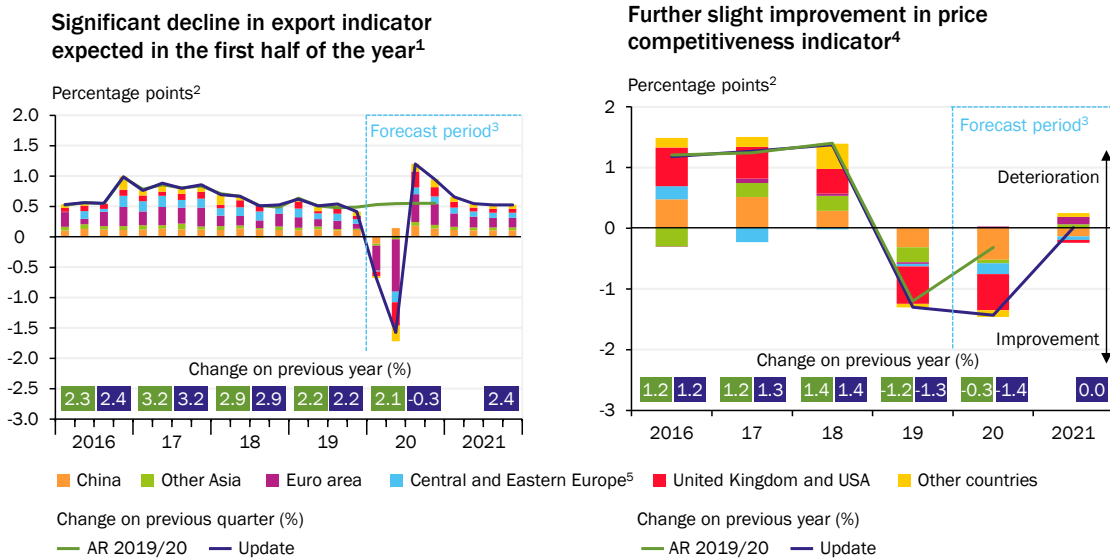 Significant decline in export indicator
expected in the first half of the year¹
Percentage points²
2.0
1.5
1.0
0.5
0
-0.5
-1.0
-1.5
-2.0
-2.5
-3.0
Forecast period³
Change on previous year (%)
2.3 2.4 3.2 3.2 2.9 2.9 2.2 2.2 2.1 -0.3 2.4
2016 17 18 19 20 2021
Further slight improvement in price
competitiveness indicator⁴
Percentage points²
2
1
0
-1
-2
-3
Forecast period³
Deterioration
Improvement
Change on previous year (%)
1.2 1.2 1.2 1.3 1.4 1.4 -1.2 -1.3 -0.3 -1.4 0.0
2016 17 18 19 20 2021
China Other Asia Euro area Central and Eastern Europe⁵ United Kingdom and USA Other countries
Change on previous quarter (%)
AR 2019/20 Update
Change on previous year (%)
AR 2019/20 Update